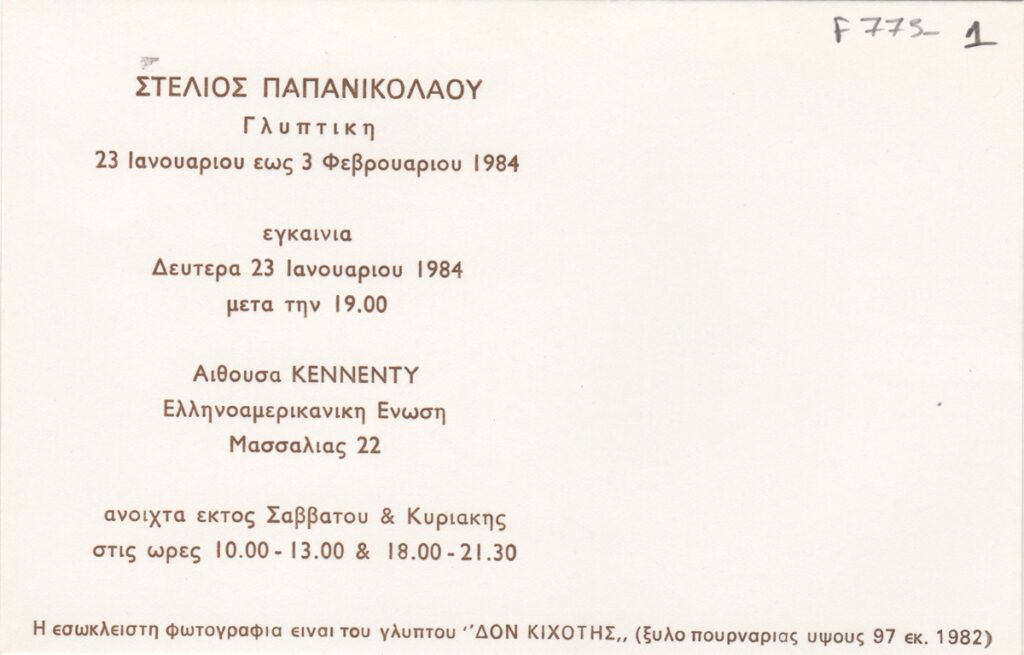 F 773- 1
ΣΤΕΛΙΟΣ ΠΑΠΑΝΙΚΟΛΑΟΥ
Γλυπτικη
23 Ιανουαριου εως 3 Φεβρουαριου 1984
εγκαινια
Δευτερα 23 Ιανουαριου 1984
μετα την 19.00
Αιθουσα ΚΕΝΝΕΝΤΥ
Ελληνοαμερικανικη Ενωση
Μασσαλιας 22
ανοιχτα εκτος Σαββατου & Κυριακης
στις ωρες 10.00 - 13.00 & 18.00 - 21.30
Η εσωκλειστη φωτογραφια ειναι του γλυπτου ‘’ΔΟΝ ΚΙΧΟΤΗΣ,, (ξυλο πουρναριας υψους 97 εκ. 1982)